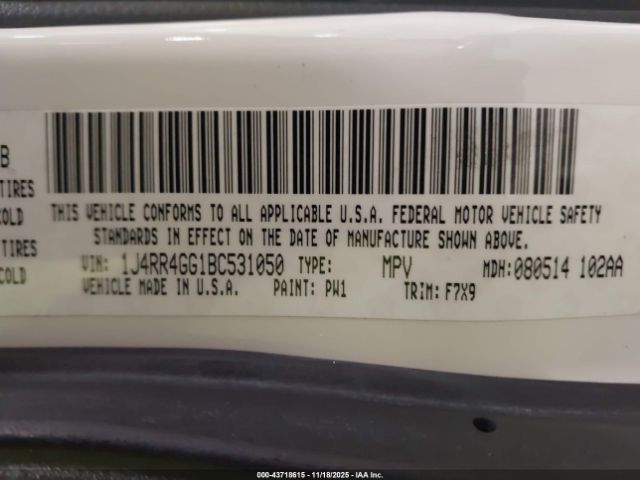 B
TIRES
COLD
TIRES
COLD
THIS VEHICLE CONFORMS TO ALL APPLICABLE U.S.A. FEDERAL MOTOR VEHICLE SAFETY
STANDARDS IN EFFECT ON THE DATE OF MANUFACTURE SHOWN ABOVE.
VIN: 1J4RR4GG1BC531050 TYPE: MPV MDH:080514 102AA
VEHICLE MADE IN U.S.A. PAINT: PW1 TRIM: F7X9
000-43718615 - 11/18/2025 - IAA Inc.